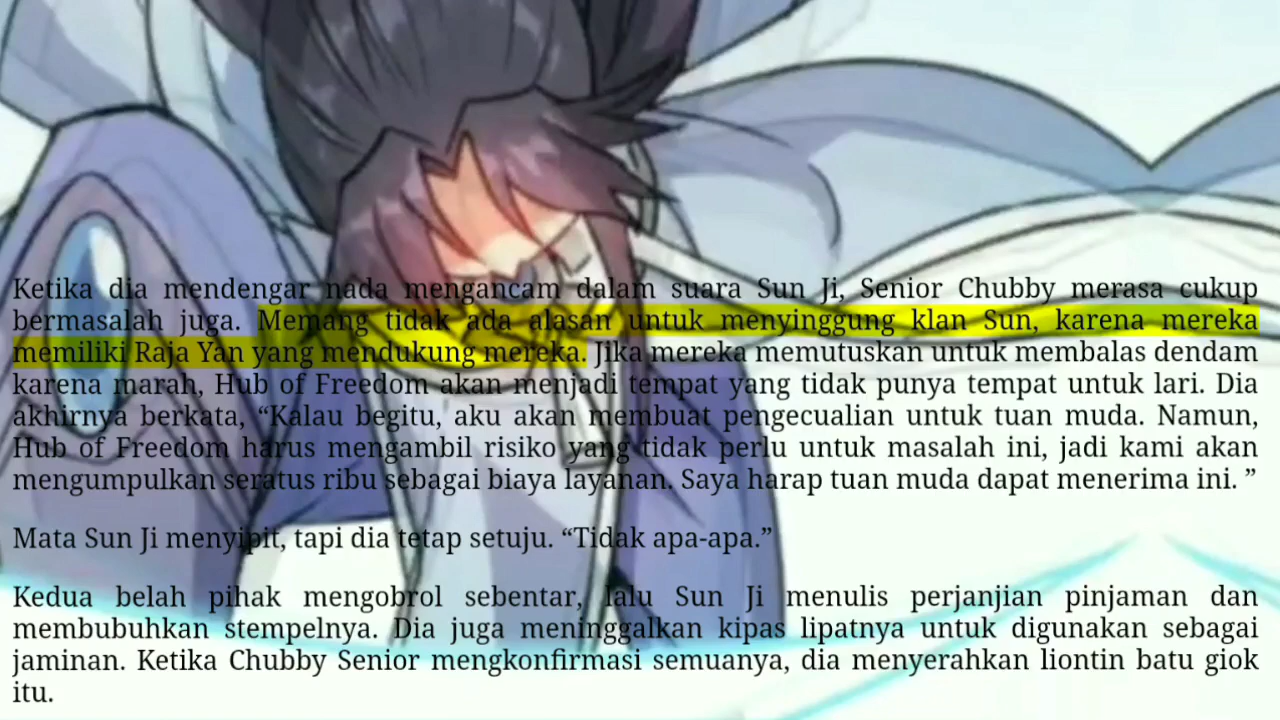 Ketika dia mendengar nada mengancam dalam suara Sun Ji, Senior Chubby merasa cukup
bermasalah juga. Memang tidak ada alasan untuk menyinggung klan Sun, karena mereka
memiliki Raja Yan yang mendukung mereka. Jika mereka memutuskan untuk membalas dendam
karena marah, Hub of Freedom akan menjadi tempat yang tidak punya tempat untuk lari. Dia
akhirnya berkata, “Kalau begitu, aku akan membuat pengecualian untuk tuan muda. Namun,
Hub of Freedom harus mengambil risiko yang tidak perlu untuk masalah ini, jadi kami akan
mengumpulkan seratus ribu sebagai biaya layanan. Saya harap tuan muda dapat menerima ini. ”
Mata Sun Ji menyipit, tapi dia tetap setuju. “Tidak apa-apa.”
Kedua belah pihak mengobrol sebentar, lalu Sun Ji menulis perjanjian pinjaman dan
membubuhkan stempelnya. Dia juga meninggalkan kipas lipatnya untuk digunakan sebagai
jaminan. Ketika Chubby Senior mengkonfirmasi semuanya, dia menyerahkan liontin batu giok
itu.